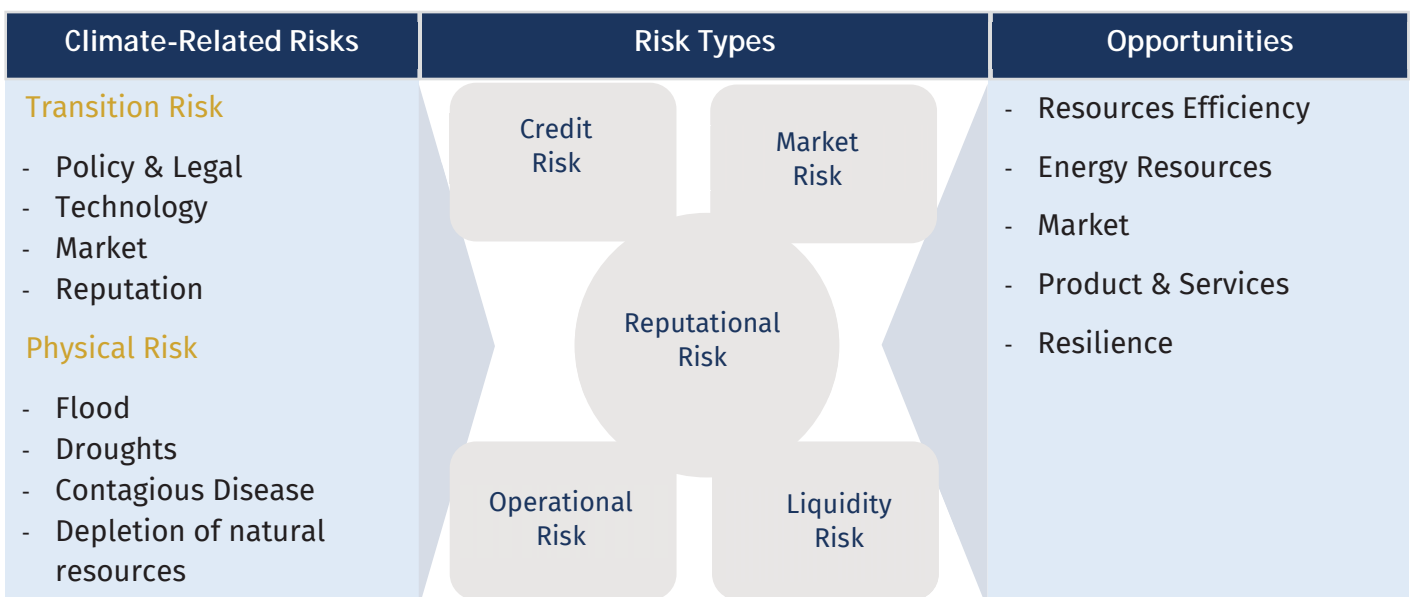 Climate-Related Risks
Risk Types
Opportunities
Transition Risk
- Policy & Legal
- Technology
- Market
- Reputation
Physical Risk
- Flood
- Droughts
- Contagious Disease
- Depletion of natural
resources
Credit
Risk
Market
Risk
Reputational
Risk
Operational
Risk
Liquidity
Risk
- Resources Efficiency
- Energy Resources
- Market
- Product & Services
- Resilience